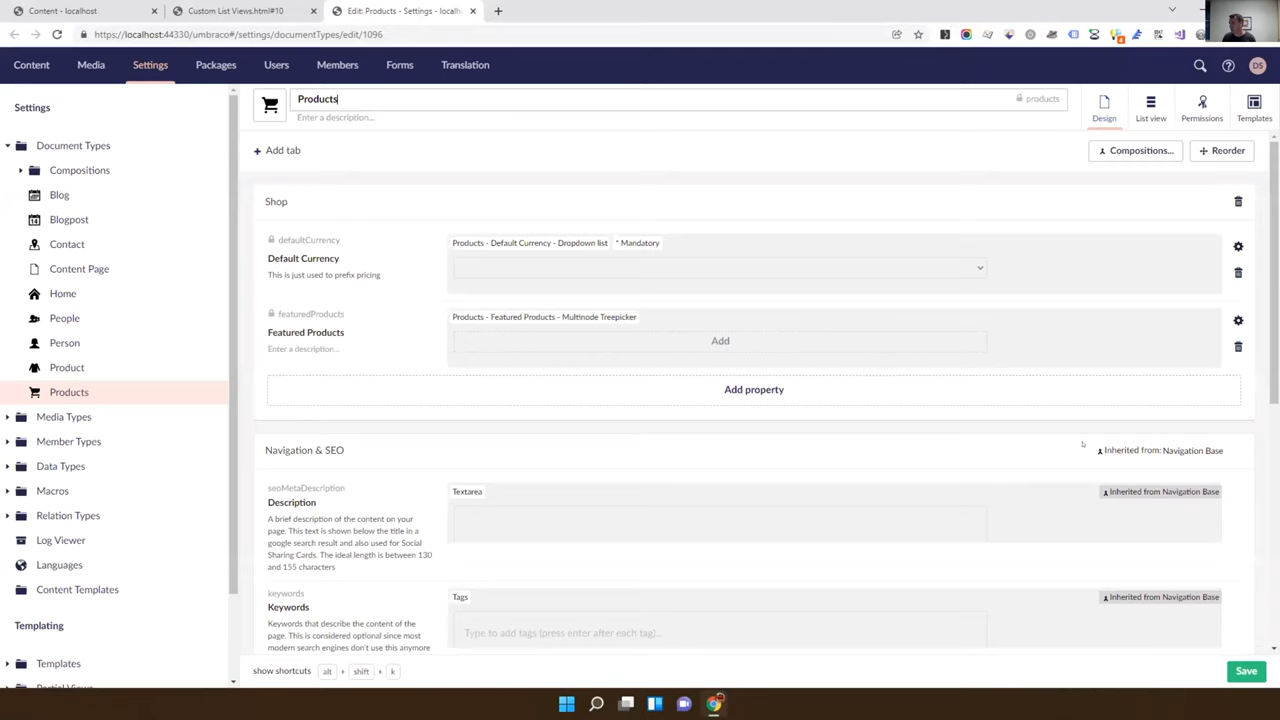 Content - localhost
Custom List Views.html#10
Edit: Products - Settings - localh
https://localhost:44330/umbraco#/settings/documentTypes/edit/1096
Content
Media
Settings
Packages
Users
Members
Forms
Translation
DS
Settings
Document Types
Compositions
Blog
Blogpost
Contact
Content Page
Home
People
Person
Product
Products
Media Types
Member Types
Data Types
Macros
Relation Types
Log Viewer
Languages
Content Templates
Templating
Templates
Partial Views
Products
products
Enter a description...
Design
List view
Permissions
Templates
Add tab
Compositions...
Reorder
Shop
defaultCurrency
Default Currency
This is just used to prefix pricing
Products - Default Currency - Dropdown list
* Mandatory
featuredProducts
Featured Products
Enter a description...
Products - Featured Products - Multinode Treepicker
Add
Add property
Navigation & SEO
Inherited from: Navigation Base
seoMetaDescription
Description
A brief description of the content on your
page. This text is shown below the title in a
google search result and also used for Social
Sharing Cards. The ideal length is between 130
and 155 characters
Textarea
Inherited from Navigation Base
keywords
Keywords
Keywords that describe the content of the
page. This is considered optional since most
modern search engines don't use this anymore
Tags
Inherited from Navigation Base
Type to add tags (press enter after each tag)...
show shortcuts
alt + shift + k
Save